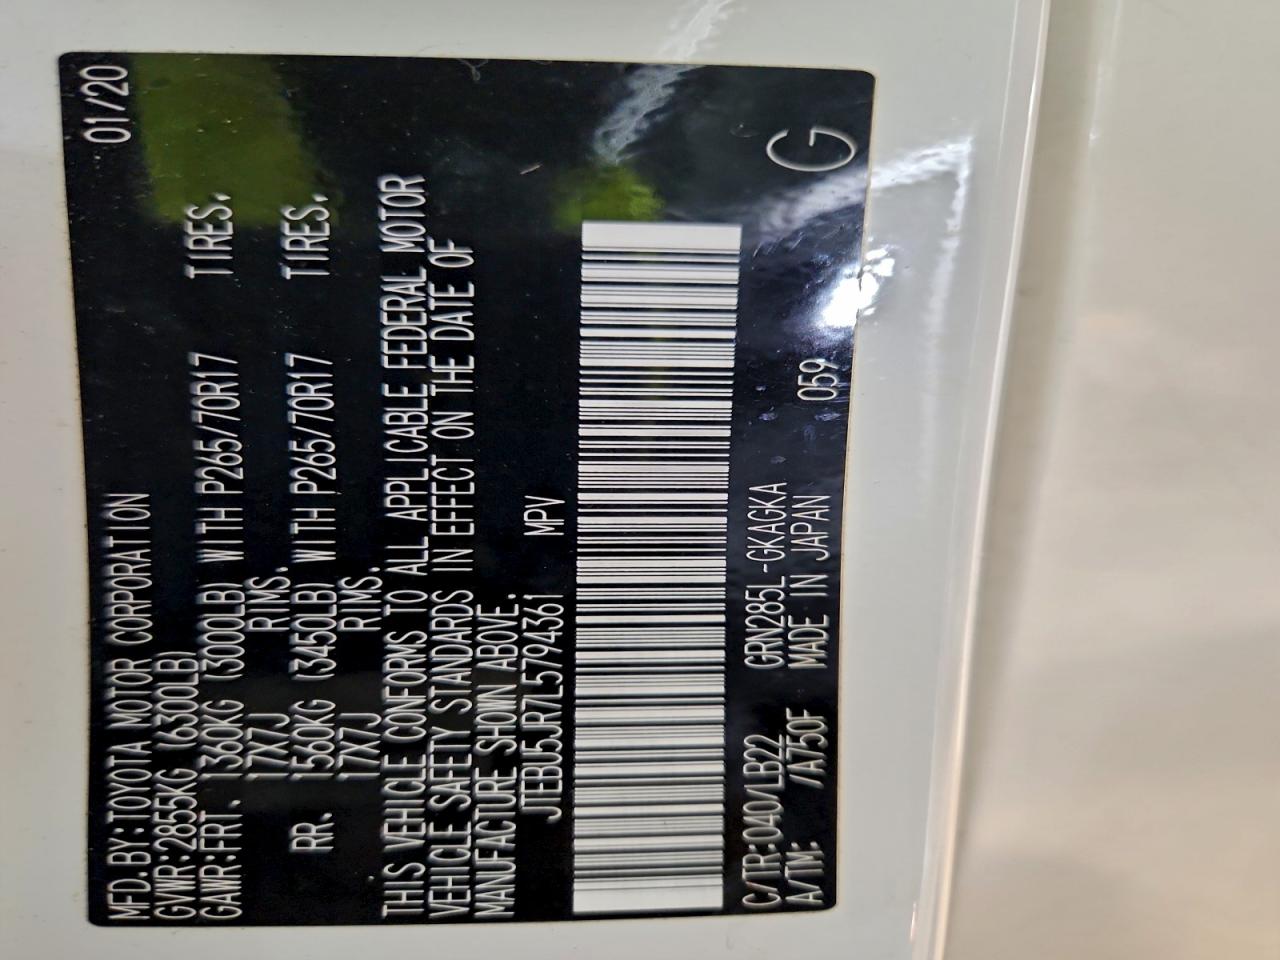 MFD.BY:TOYOTA MOTOR CORPORATION 01/20
GVWR:2855KG (6300LB)
GAWR:FRT. 1360KG (3000LB) WITH P265/70R17 TIRES,
17X7J RIMS.
RR. 1560KG (3450LB) WITH P265/70R17 TIRES,
17X7J RIMS.
THIS VEHICLE CONFORMS TO ALL APPLICABLE FEDERAL MOTOR
VEHICLE SAFETY STANDARDS IN EFFECT ON THE DATE OF
MANUFACTURE SHOWN ABOVE.
JTEBU5JR7L5794361 MPV
C/TR:040/LB22 GRN285L-GKAGKA G
A/TM: /A750F MADE IN JAPAN 059